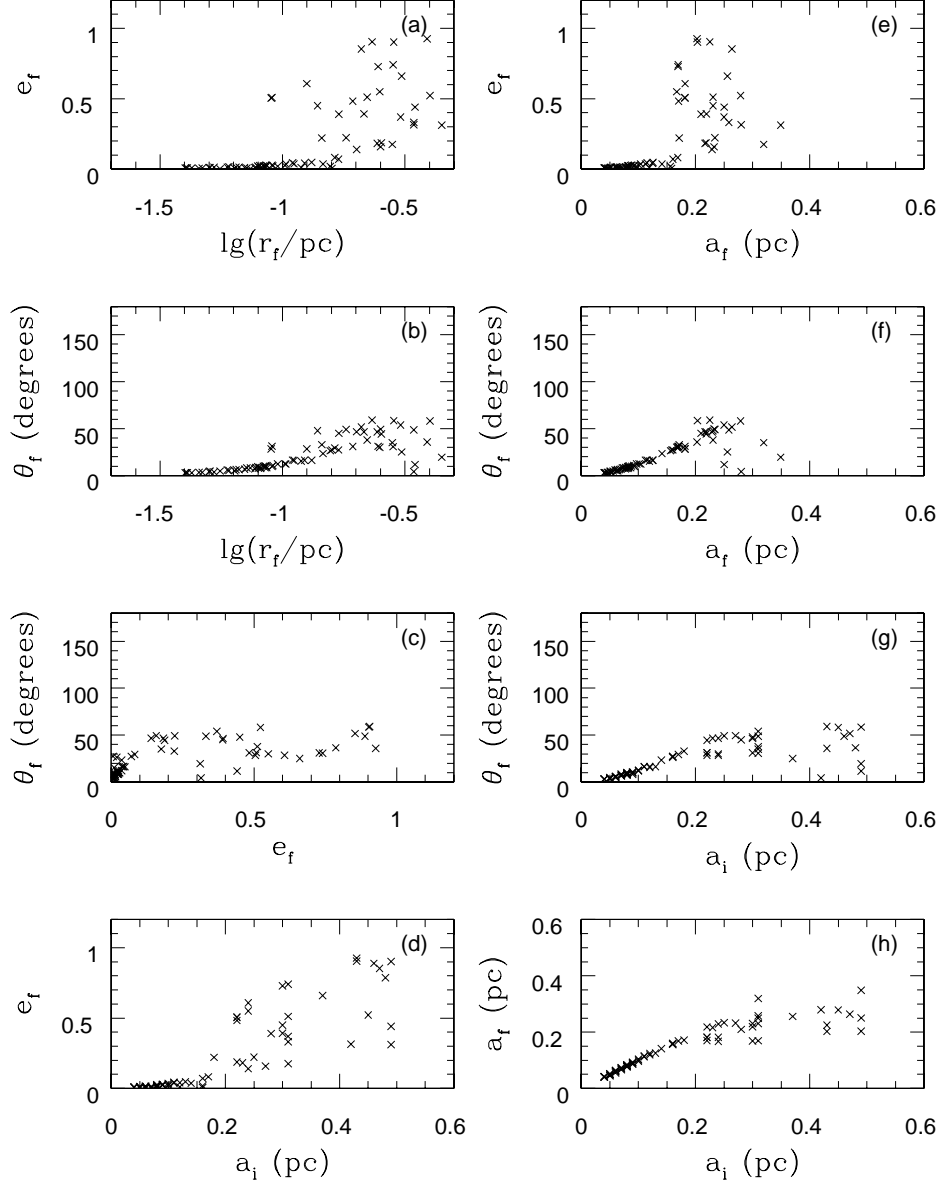 (a)
1
0.5
0
e_f
-1.5 -1 -0.5
lg(r_f/pc)
(e)
1
0.5
0
e_f
0 0.2 0.4 0.6
a_f (pc)
(b)
150
100
50
0
θ_f (degrees)
-1.5 -1 -0.5
lg(r_f/pc)
(f)
150
100
50
0
θ_f (degrees)
0 0.2 0.4 0.6
a_f (pc)
(c)
150
100
50
0
θ_f (degrees)
0 0.5 1
e_f
(g)
150
100
50
0
θ_f (degrees)
0 0.2 0.4 0.6
a_i (pc)
(d)
1
0.5
0
e_f
0 0.2 0.4 0.6
a_i (pc)
(h)
0.6
0.4
0.2
0
a_f (pc)
0 0.2 0.4 0.6
a_i (pc)